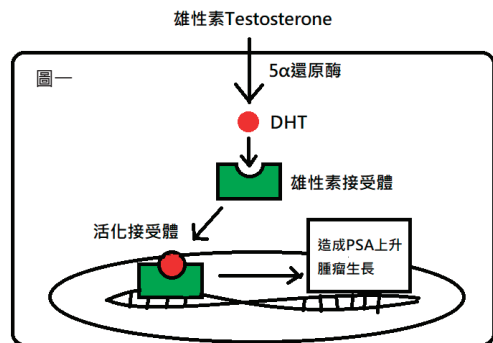 雄性素Testosterone
圖一
5α還原酶
DHT
雄性素接受體
活化接受體
造成PSA上升
腫瘤生長